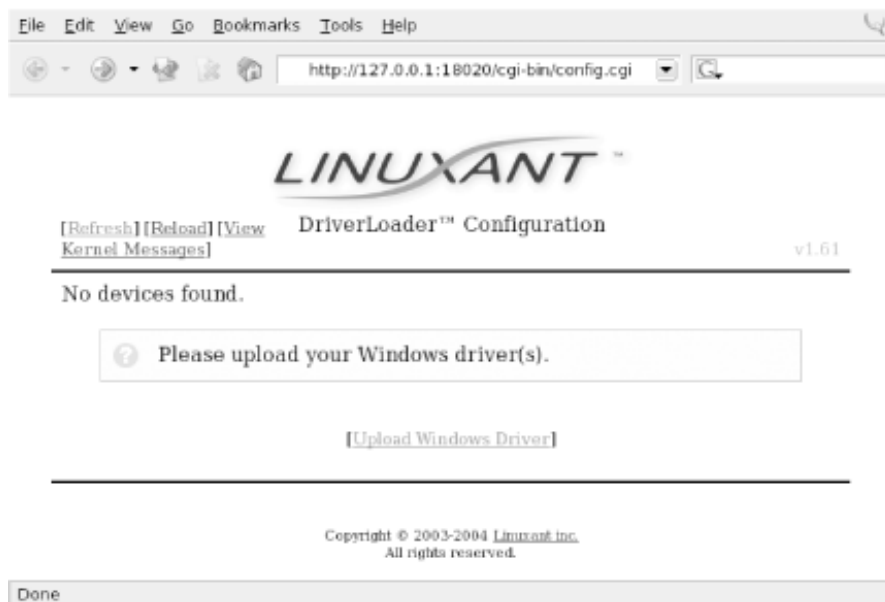 File Edit View Go Bookmarks Tools Help
http://127.0.0.1:18020/cgi-bin/config.cgi
LINUXANT ™
[Refresh] [Reload] [View
Kernel Messages]
DriverLoader™ Configuration
v1.61
No devices found.
Please upload your Windows driver(s).
[Upload Windows Driver]
Copyright © 2003-2004 Linuxant inc.
All rights reserved.
Done